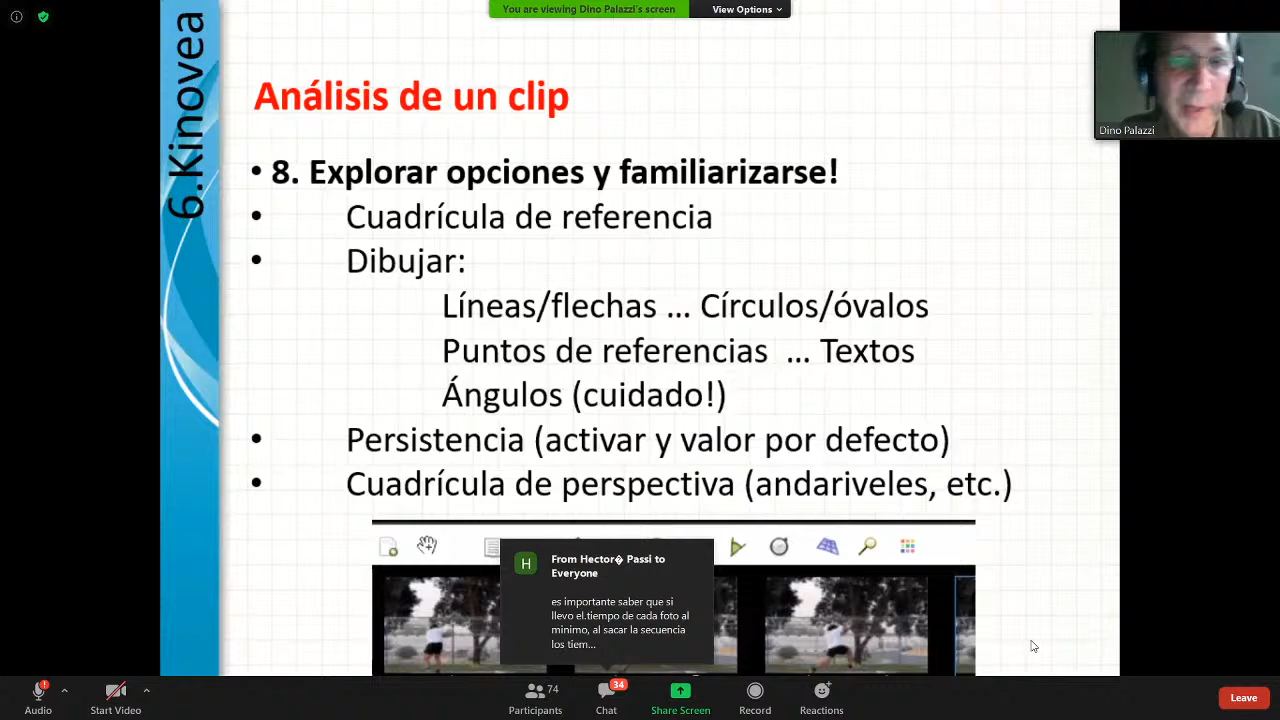 You are viewing Dino Palazzi's screen
View Options
6.Kinovea
Análisis de un clip
Dino Palazzi
• 8. Explorar opciones y familiarizarse!
• Cuadrícula de referencia
• Dibujar:
Líneas/flechas ... Círculos/óvalos
Puntos de referencias ... Textos
Ángulos (cuidado!)
• Persistencia (activar y valor por defecto)
• Cuadrícula de perspectiva (andariveles, etc.)
H
From Hector� Passi to
Everyone
es importante saber que si
llevo el.tiempo de cada foto al
minimo, al sacar la secuencia
los tiem...
Audio
Start Video
74
Participants
34
Chat
Share Screen
Record
Reactions
Leave